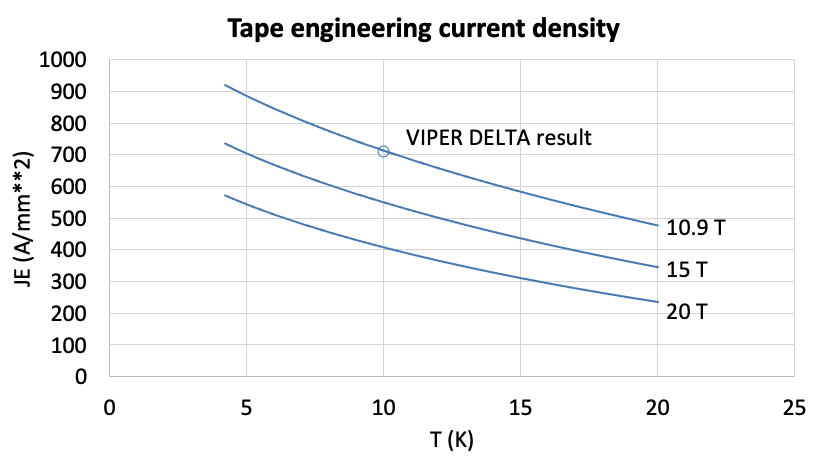 Tape engineering current density
1000
900
800
700
600
500
400
300
200
100
0
JE (A/mm**2)
VIPER DELTA result
10.9 T
15 T
20 T
0
5
10
15
20
25
T (K)